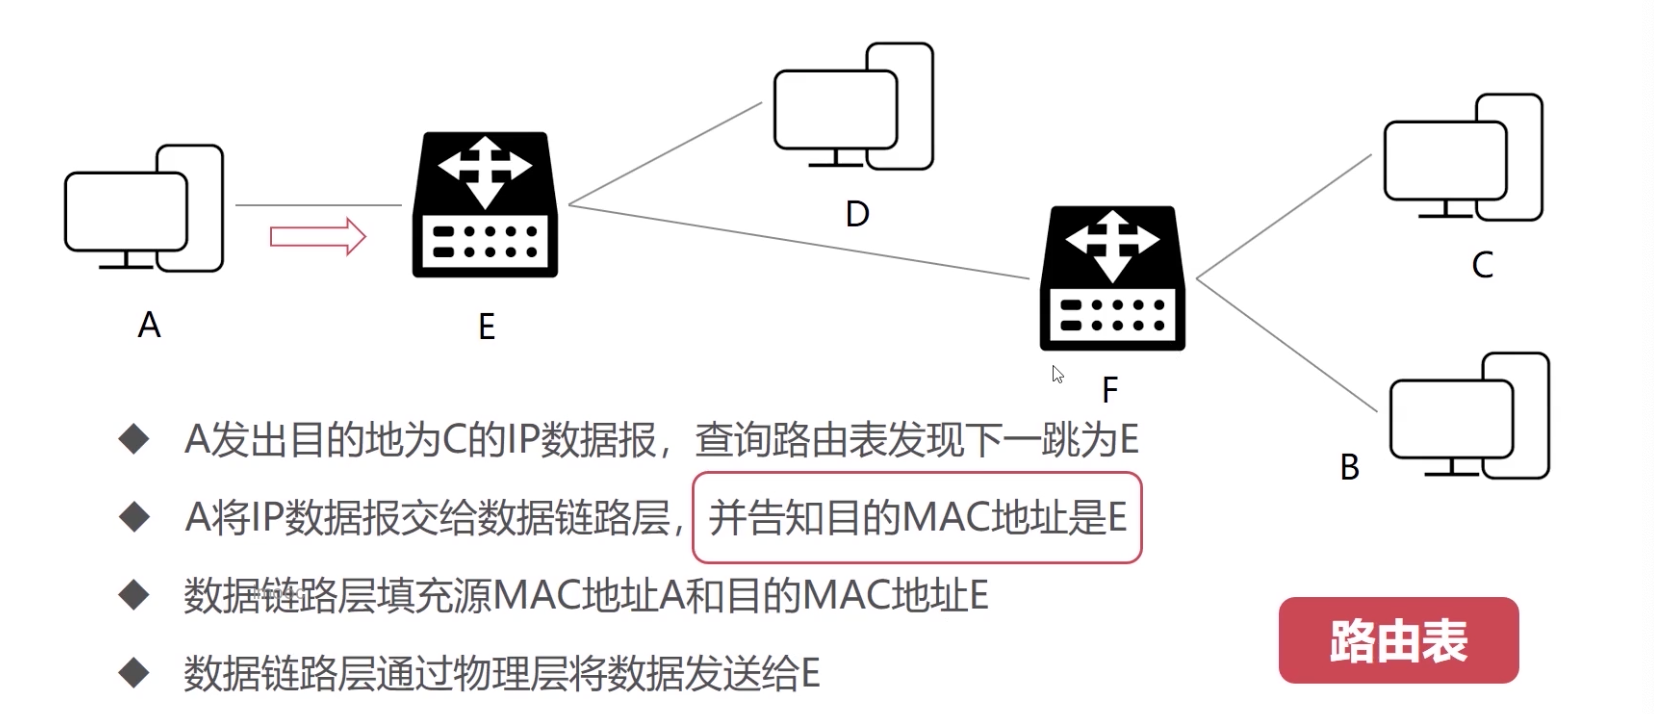 A
E
D
F
C
B
A发出目的地为C的IP数据报，查询路由表发现下一跳为E
A将IP数据报交给数据链路层，并告知目的MAC地址是E
数据链路层填充源MAC地址A和目的MAC地址E
数据链路层通过物理层将数据发送给E
路由表